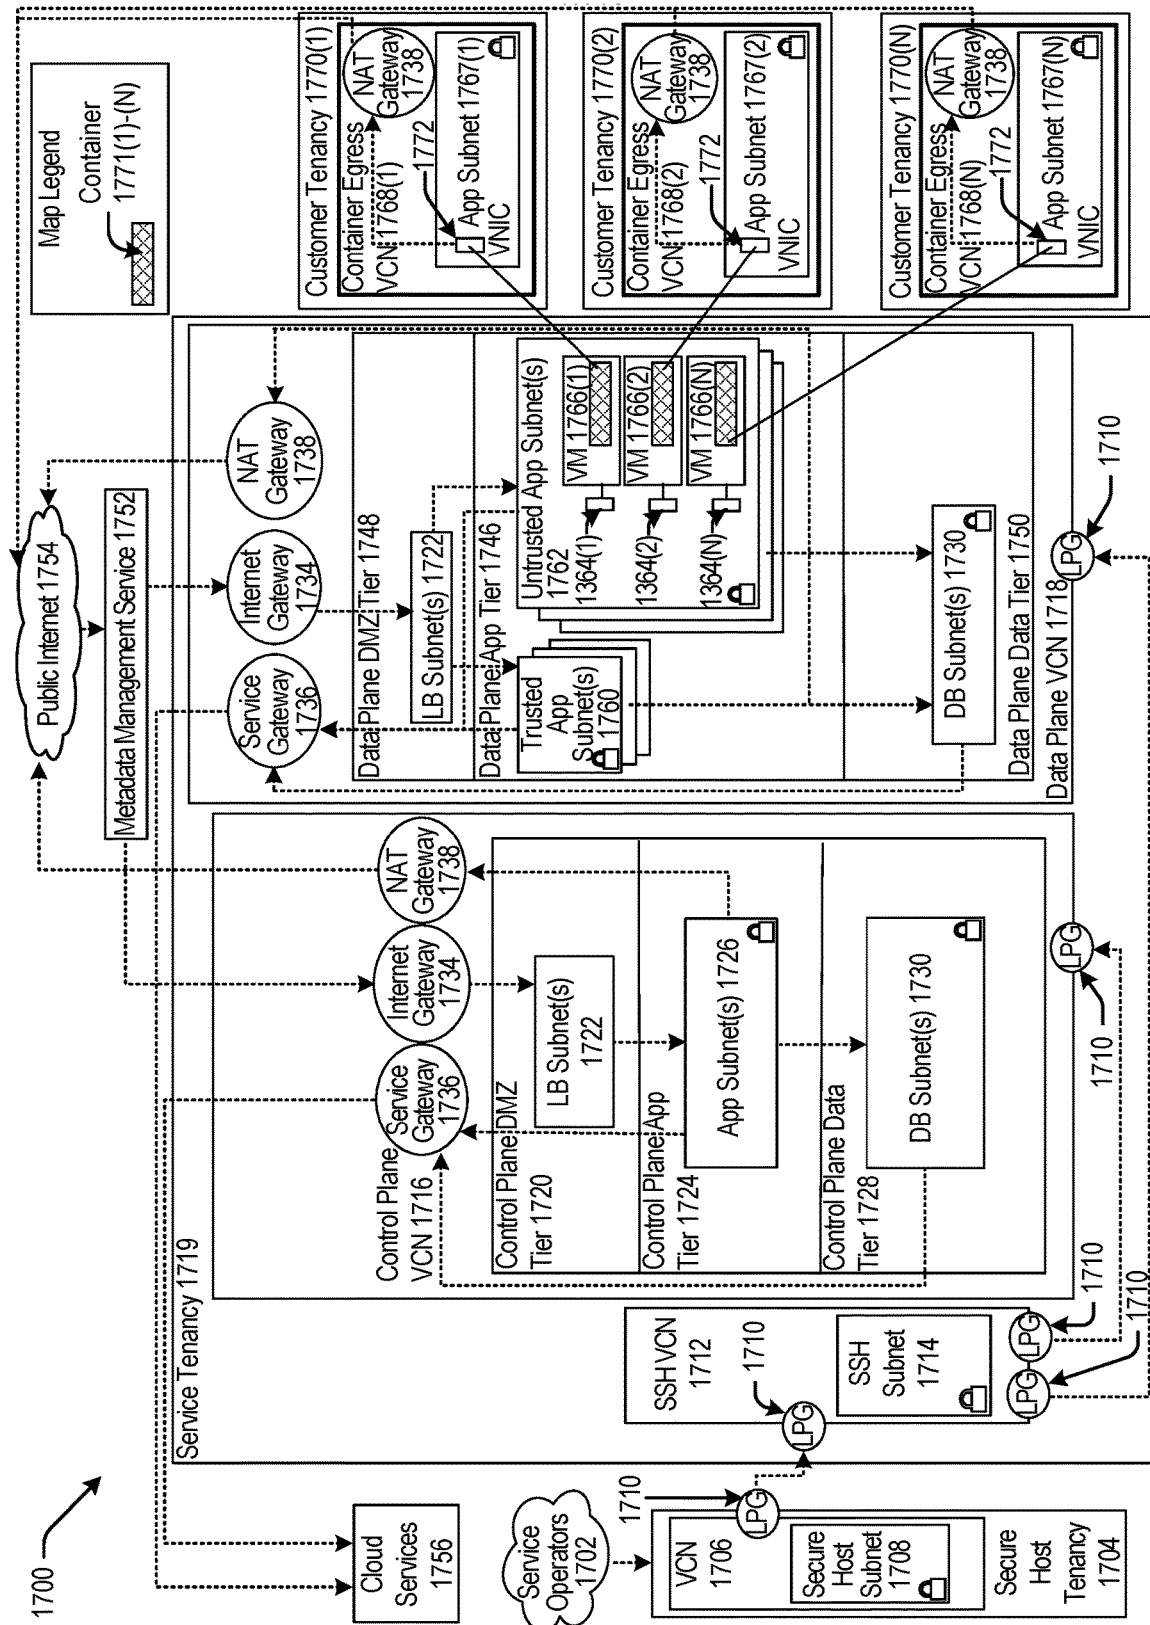 1700
Cloud
Services
1756
Service
Operators
1702
1710
VCN
1706
LPG
Secure
Host
Subnet
1708
Secure
Host
Tenancy
1704
Service Tenancy 1719
SSH VCN
1712
1710
LPG
SSH
Subnet
1714
LPG
LPG
1710
1710
Control Plane
VCN 1716
Service
Gateway
1736
Internet
Gateway
1734
NAT
Gateway
1738
Control Plane DMZ
Tier 1720
LB Subnet(s)
1722
Control Plane App
Tier 1724
App Subnet(s) 1726
Control Plane Data
Tier 1728
DB Subnet(s) 1730
LPG
1710
Public Internet 1754
Metadata Management Service 1752
Service
Gateway
1736
Internet
Gateway
1734
NAT
Gateway
1738
Data Plane DMZ Tier 1748
LB Subnet(s) 1722
Data Plane App Tier 1746
Trusted
App
Subnet(s)
1760
Untrusted App Subnet(s)
1762
1364(1)
VM 1766(1)
1364(2)
VM 1766(2)
1364(N)
VM 1766(N)
DB Subnet(s) 1730
Data Plane Data Tier 1750
Data Plane VCN 1718
LPG
1710
Map Legend
Container
1771(1)-(N)
Customer Tenancy 1770(1)
Container Egress
VCN 1768(1)
NAT
Gateway
1738
1772
App Subnet 1767(1)
VNIC
Customer Tenancy 1770(2)
Container Egress
VCN 1768(2)
NAT
Gateway
1738
1772
App Subnet 1767(2)
VNIC
Customer Tenancy 1770(N)
Container Egress
VCN 1768(N)
NAT
Gateway
1738
1772
App Subnet 1767(N)
VNIC